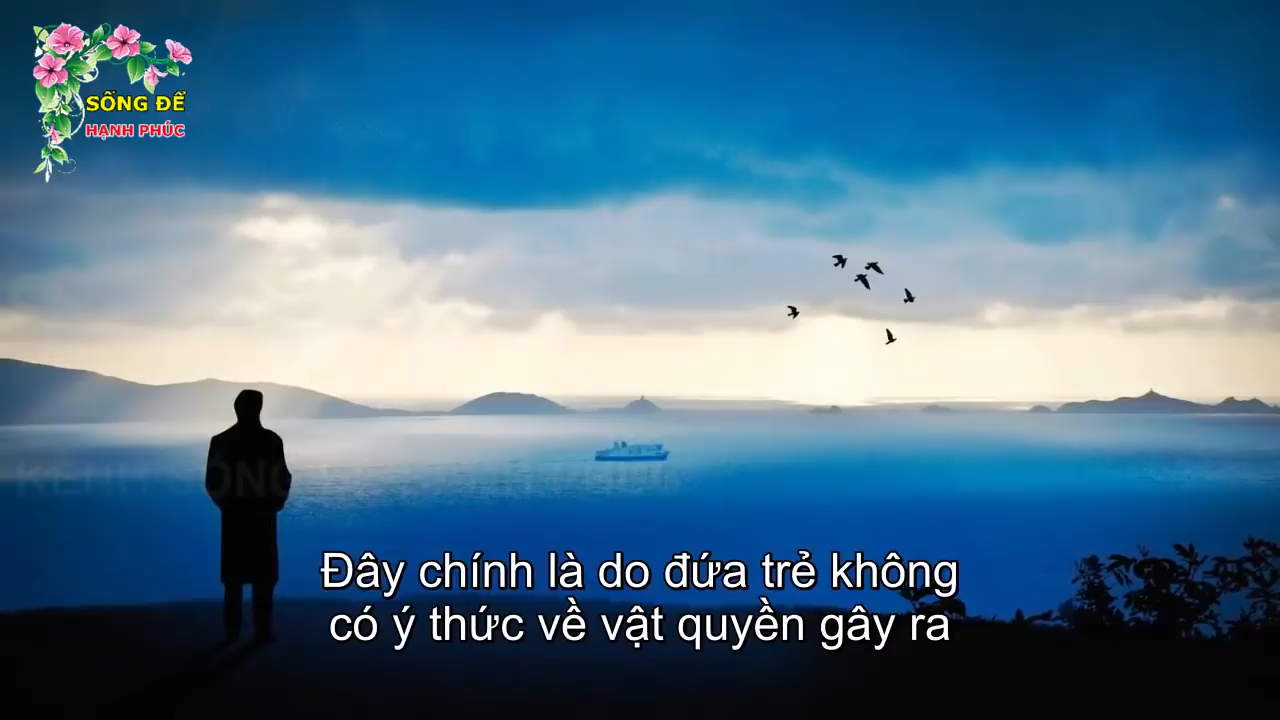 SỐNG ĐỂ
HẠNH PHÚC
Đây chính là do đứa trẻ không
có ý thức về vật quyền gây ra